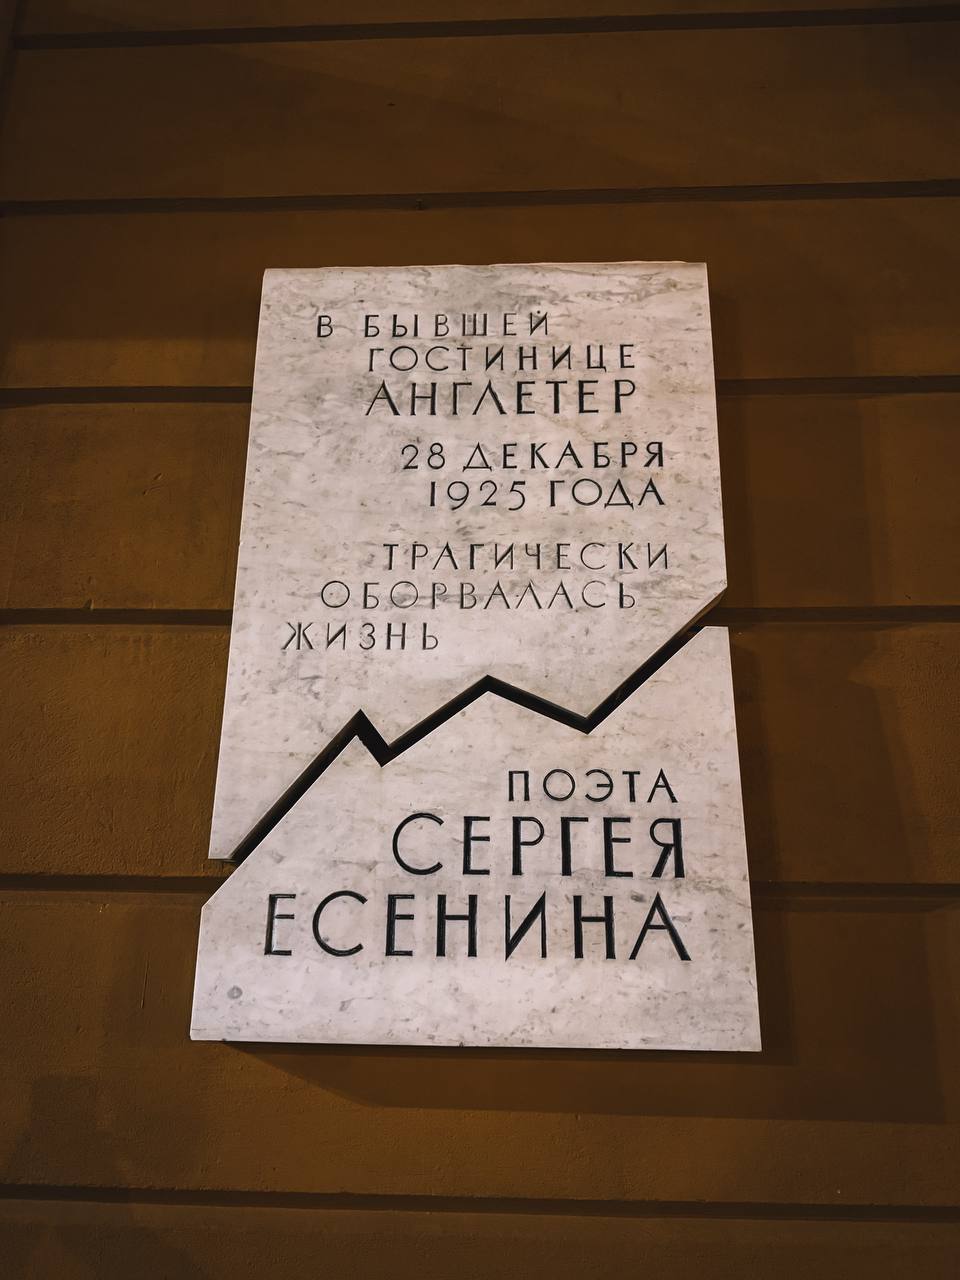 В БЫВШЕЙ
ГОСТИНИЦЕ
АНГЛЕТЕР
28 ДЕКАБРЯ
1925 ГОДА
ТРАГИЧЕСКИ
ОБОРВАЛАСЬ
ЖИЗНЬ
ПОЭТА
СЕРГЕЯ
ЕСЕНИНА